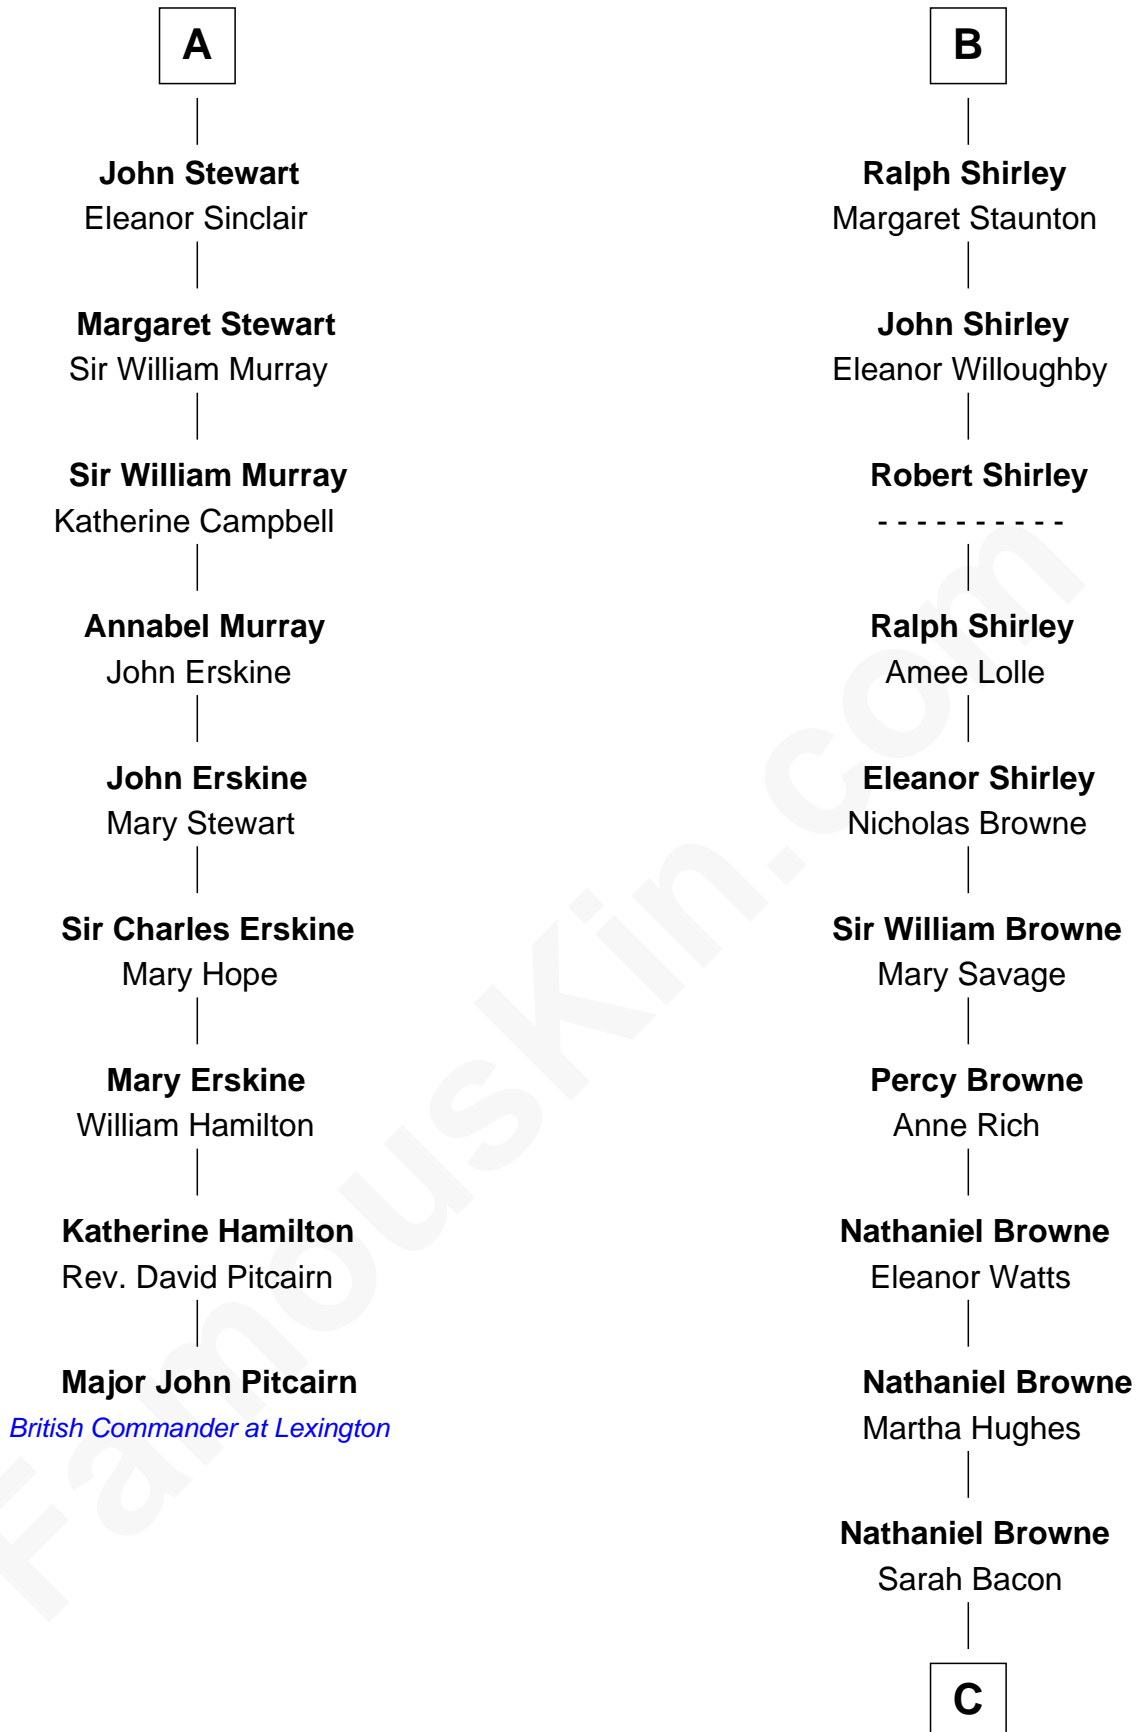 A
John Stewart
Eleanor Sinclair
Margaret Stewart
Sir William Murray
Sir William Murray
Katherine Campbell
Annabel Murray
John Erskine
John Erskine
Mary Stewart
Sir Charles Erskine
Mary Hope
Mary Erskine
William Hamilton
Katherine Hamilton
Rev. David Pitcairn
Major John Pitcairn
British Commander at Lexington
B
Ralph Shirley
Margaret Staunton
John Shirley
Eleanor Willoughby
Robert Shirley
- - - - - - - - - -
Ralph Shirley
Amee Lolle
Eleanor Shirley
Nicholas Browne
Sir William Browne
Mary Savage
Percy Browne
Anne Rich
Nathaniel Browne
Eleanor Watts
Nathaniel Browne
Martha Hughes
Nathaniel Browne
Sarah Bacon
C
FamousKin.com